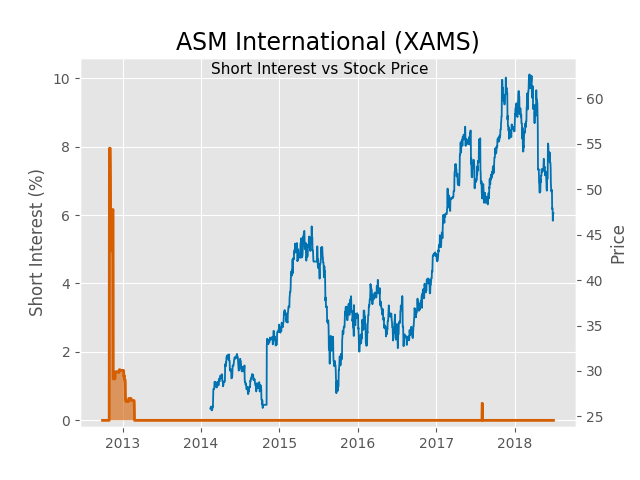 ASM International (XAMS)
Short Interest vs Stock Price
Short Interest (%)
10
8
6
4
2
0
60
55
50
45
40
35
30
25
Price
2013 2014 2015 2016 2017 2018